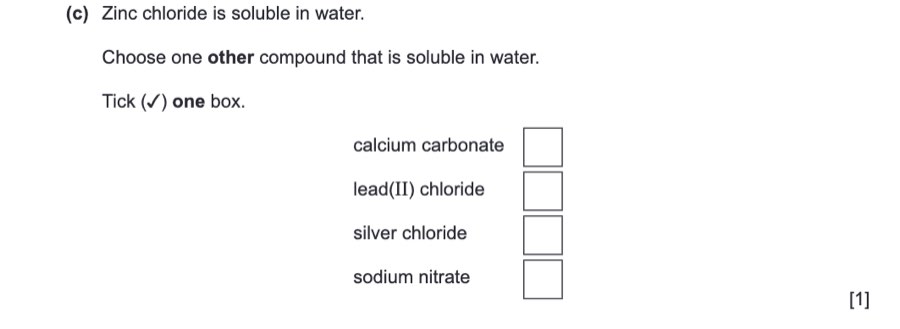 (c) Zinc chloride is soluble in water.
Choose one other compound that is soluble in water.
Tick (✓) one box.
calcium carbonate
lead(II) chloride
silver chloride
sodium nitrate
[1]